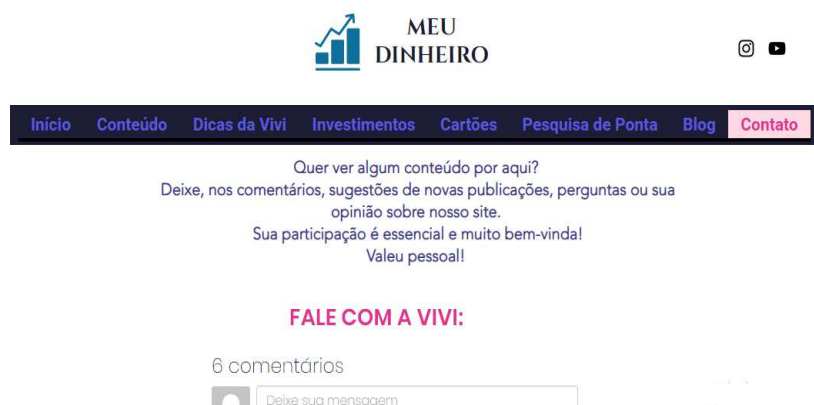 MEU
DINHEIRO
Início Conteúdo Dicas da Vivi Investimentos Cartões Pesquisa de Ponta Blog Contato
Quer ver algum conteúdo por aqui?
Deixe, nos comentários, sugestões de novas publicações, perguntas ou sua
opinião sobre nosso site.
Sua participação é essencial e muito bem-vinda!
Valeu pessoal!
FALE COM A VIVI:
6 comentários
Deixe sua mensagem